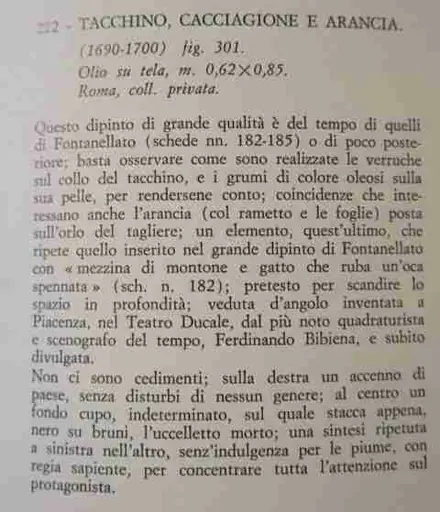 222 - TACCHINO, CACCIAGIONE E ARANCIA.
(1690-1700) fig. 301.
Olio su tela, m. 0,62×0,85.
Roma, coll. privata.
Questo dipinto di grande qualità è del tempo di quelli
di Fontanellato (schede nn. 182-185) o di poco poste-
riore; basta osservare come sono realizzate le verruche
sul collo del tacchino, e i grumi di colore oleosi sulla
sua pelle, per rendersene conto; coincidenze che inte-
ressano anche l'arancia (col rametto e le foglie) posta
sull'orlo del tagliere; un elemento, quest'ultimo, che
ripete quello inserito nel grande dipinto di Fontanellato
con « mezzina di montone e gatto che ruba un'oca
spennata » (sch. n. 182); pretesto per scandire lo
spazio in profondità; veduta d'angolo inventata a
Piacenza, nel Teatro Ducale, dal più noto quadraturista
e scenografo del tempo, Ferdinando Bibiena, e subito
divulgata.
Non ci sono cedimenti; sulla destra un accenno di
paese, senza disturbi di nessun genere; al centro un
fondo cupo, indeterminato, sul quale stacca appena,
nero su bruni, l'uccelletto morto; una sintesi ripetuta
a sinistra nell'altro, senz'indulgenza per le piume, con
regia sapiente, per concentrare tutta l'attenzione sul
protagonista.